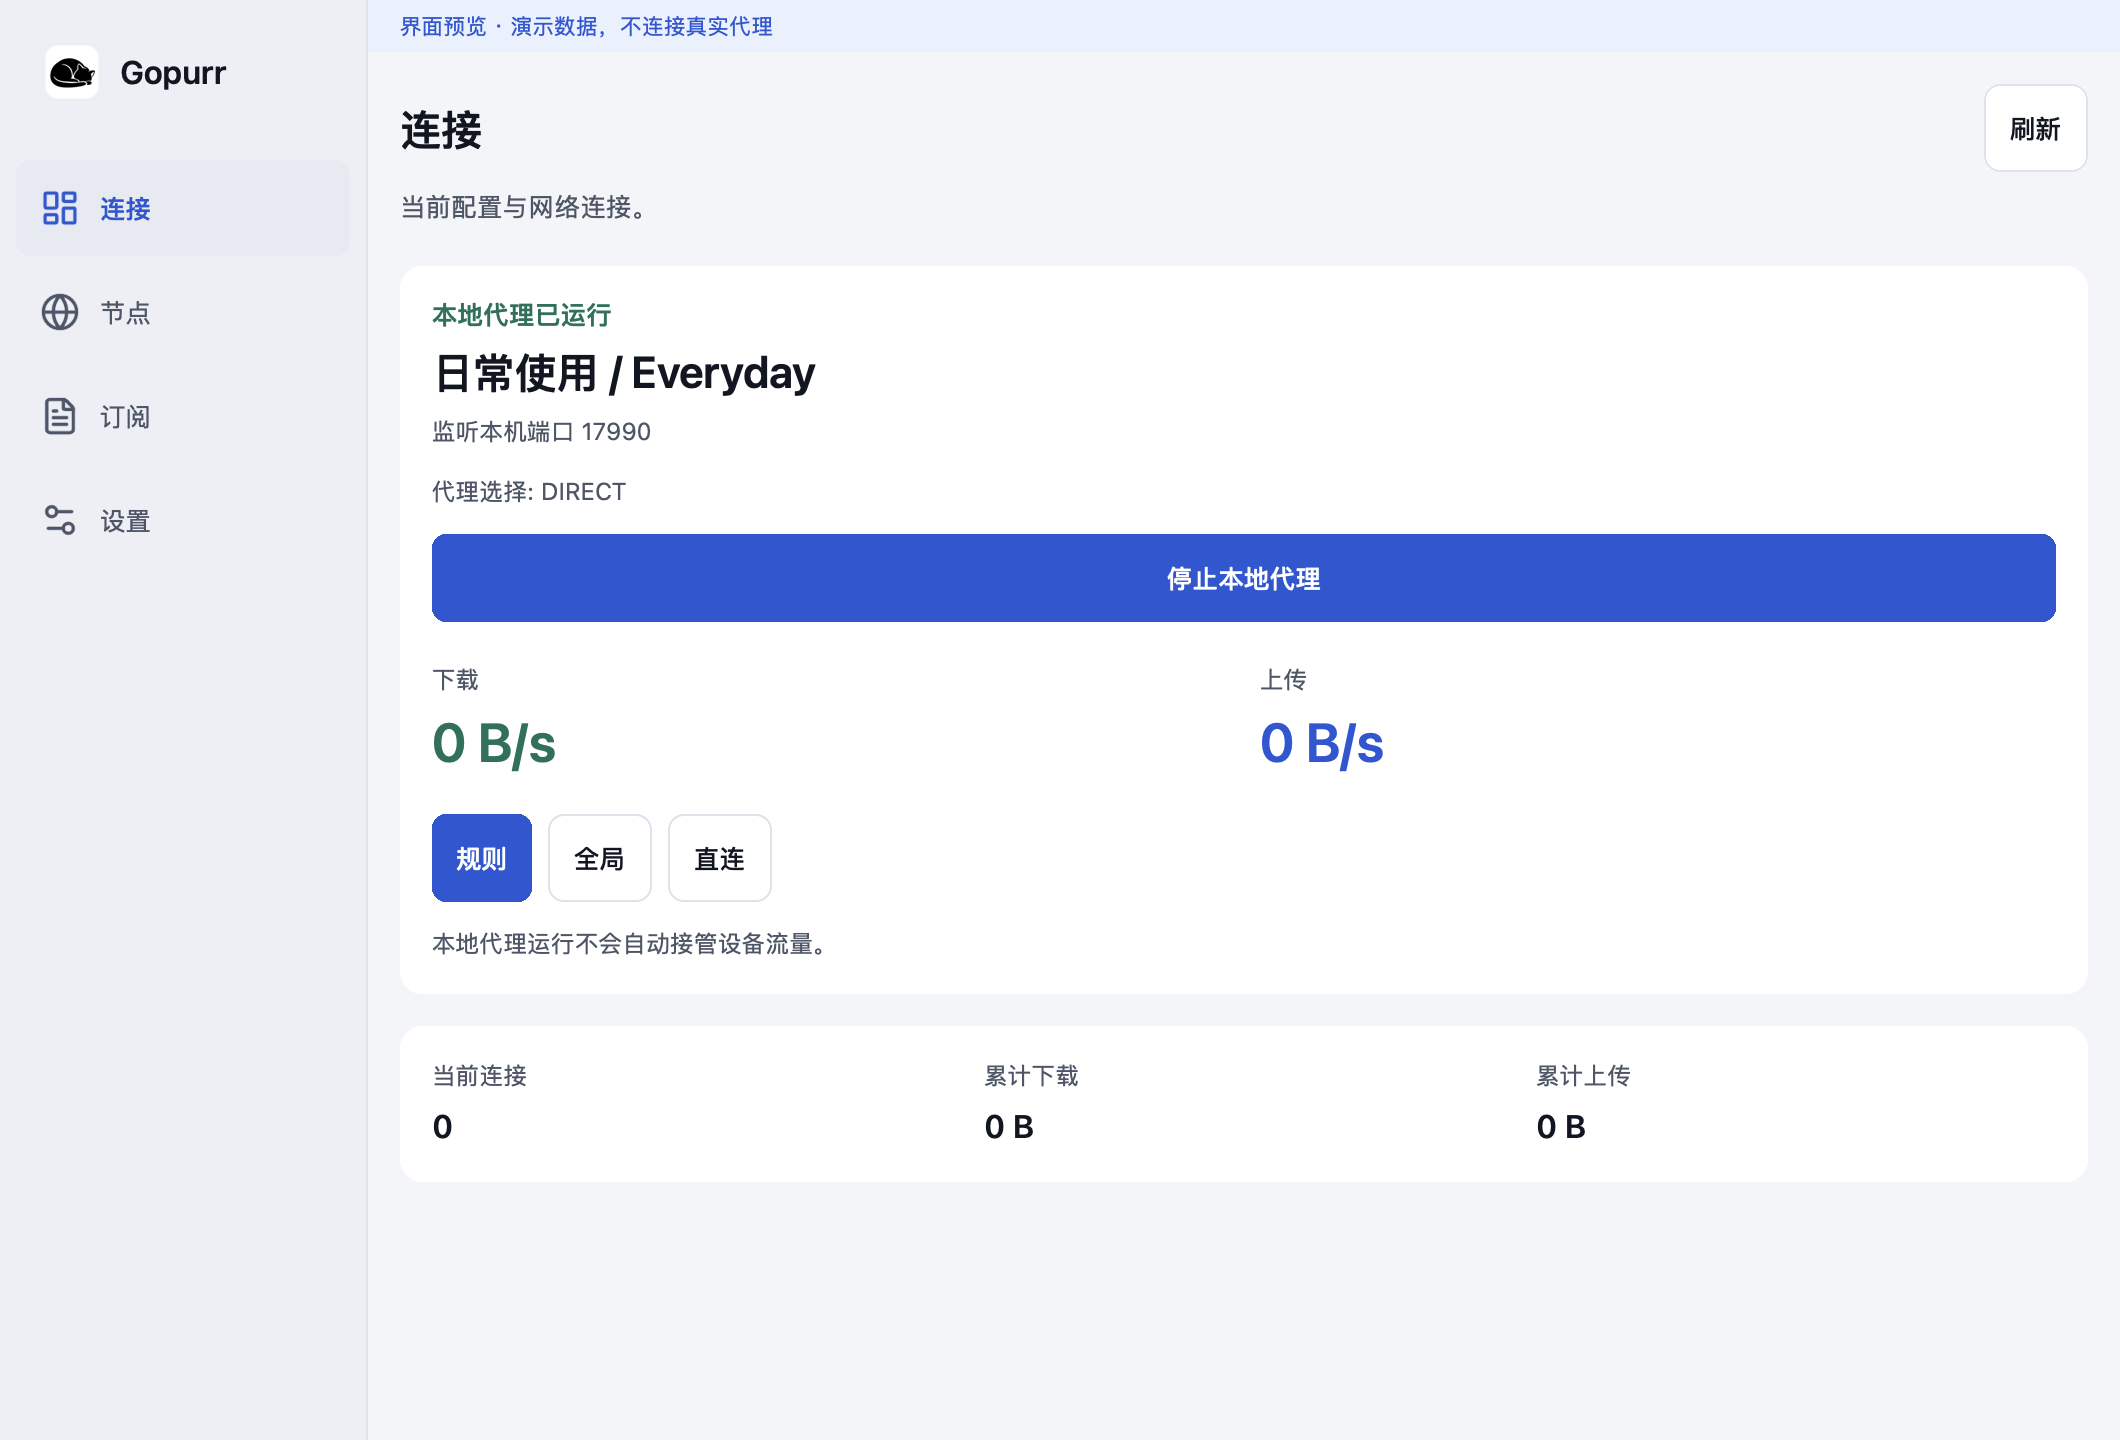 界面预览 · 演示数据，不连接真实代理
Gopurr
连接
节点
订阅
设置
连接
刷新
当前配置与网络连接。
本地代理已运行
日常使用 / Everyday
监听本机端口 17990
代理选择: DIRECT
停止本地代理
下载 上传
0 B/s 0 B/s
规则 全局 直连
本地代理运行不会自动接管设备流量。
当前连接 累计下载 累计上传
0 0 B 0 B